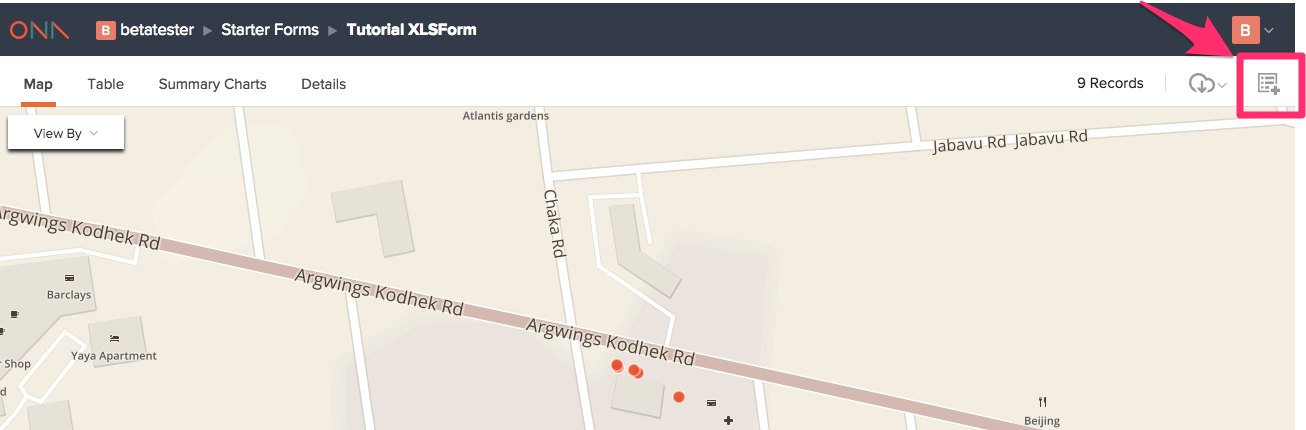 ONA B betatester ▸ Starter Forms ▸ Tutorial XLSForm B
Map Table Summary Charts Details 9 Records
View By
Atlantis gardens
Jabavu Rd Jabavu Rd
Chaka Rd
Argwings Kodhek Rd
Argwings Kodhek Rd
Argwings Kodhek Rd
Barclays
Yaya Apartment
r Shop
d
Beijing